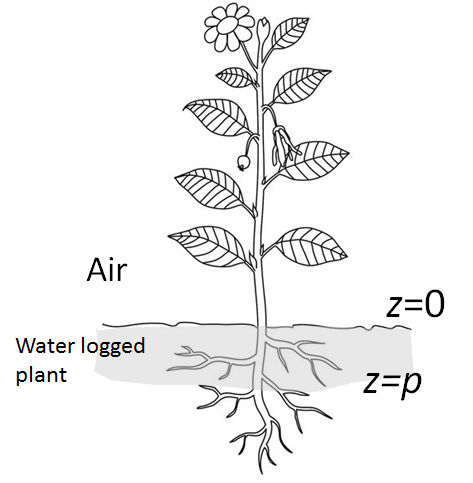 Air
z=0
Water logged
plant
z=p